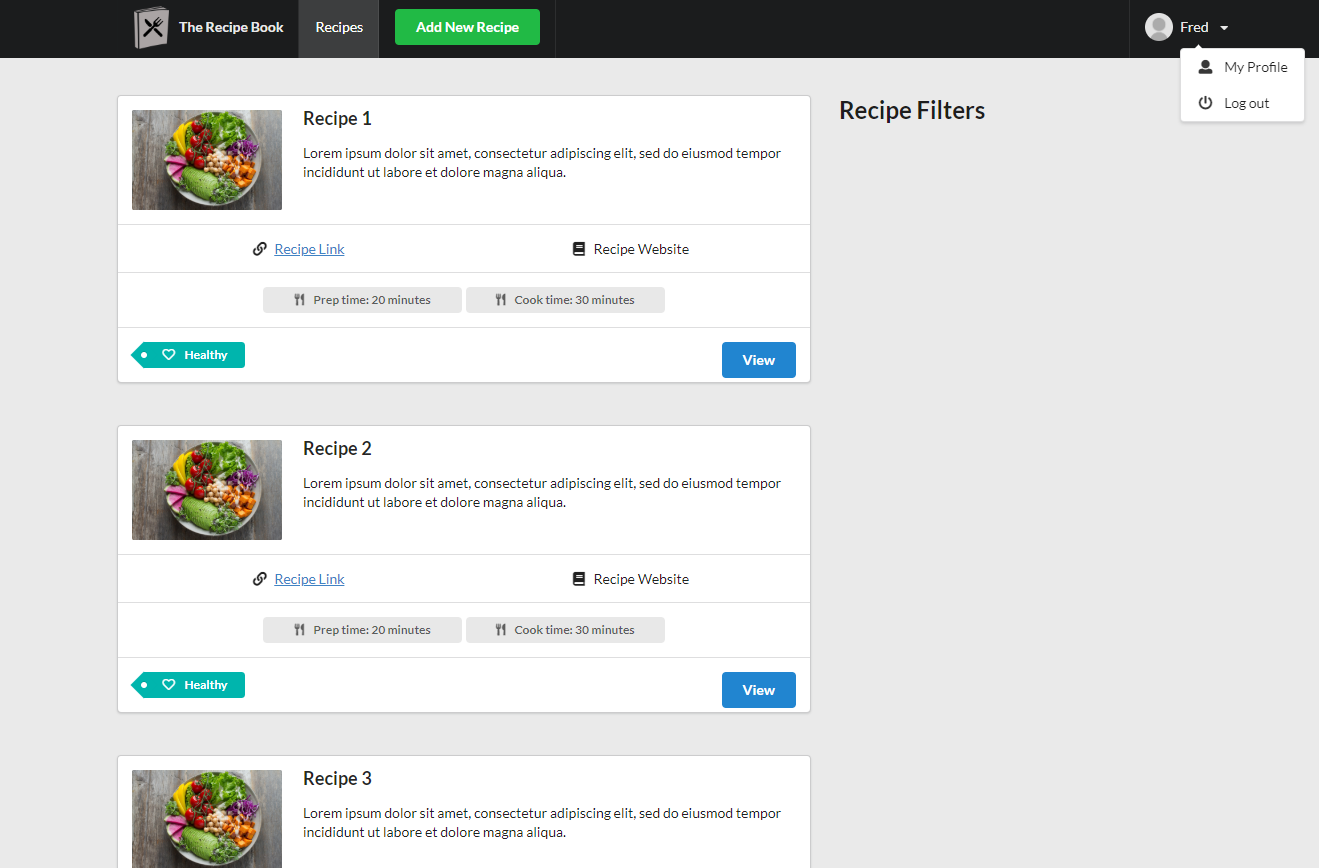 The Recipe Book
Recipes
Add New Recipe
Fred
My Profile
Log out
Recipe 1
Lorem ipsum dolor sit amet, consectetur adipiscing elit, sed do eiusmod tempor
incididunt ut labore et dolore magna aliqua.
Recipe Link
Recipe Website
Prep time: 20 minutes
Cook time: 30 minutes
Healthy
View
Recipe 2
Lorem ipsum dolor sit amet, consectetur adipiscing elit, sed do eiusmod tempor
incididunt ut labore et dolore magna aliqua.
Recipe Link
Recipe Website
Prep time: 20 minutes
Cook time: 30 minutes
Healthy
View
Recipe 3
Lorem ipsum dolor sit amet, consectetur adipiscing elit, sed do eiusmod tempor
incididunt ut labore et dolore magna aliqua.
Recipe Filters